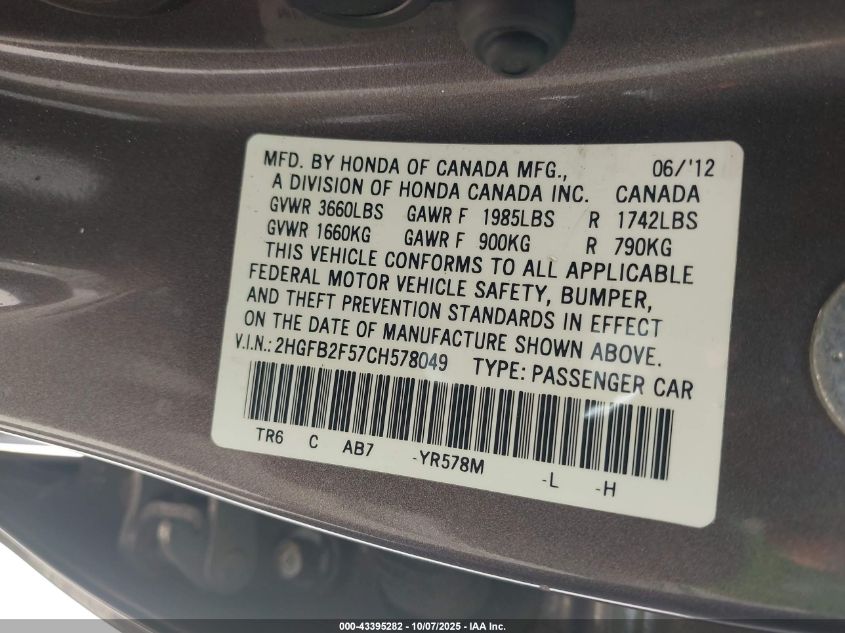 MFD. BY HONDA OF CANADA MFG., 06/'12
A DIVISION OF HONDA CANADA INC. CANADA
GVWR 3660LBS GAWR F 1985LBS R 1742LBS
GVWR 1660KG GAWR F 900KG R 790KG
THIS VEHICLE CONFORMS TO ALL APPLICABLE
FEDERAL MOTOR VEHICLE SAFETY, BUMPER,
AND THEFT PREVENTION STANDARDS IN EFFECT
ON THE DATE OF MANUFACTURE SHOWN ABOVE.
V.I.N.: 2HGFB2F57CH578049 TYPE: PASSENGER CAR
TR6 C AB7 -YR578M -L -H
000-43395282 - 10/07/2025 - IAA Inc.